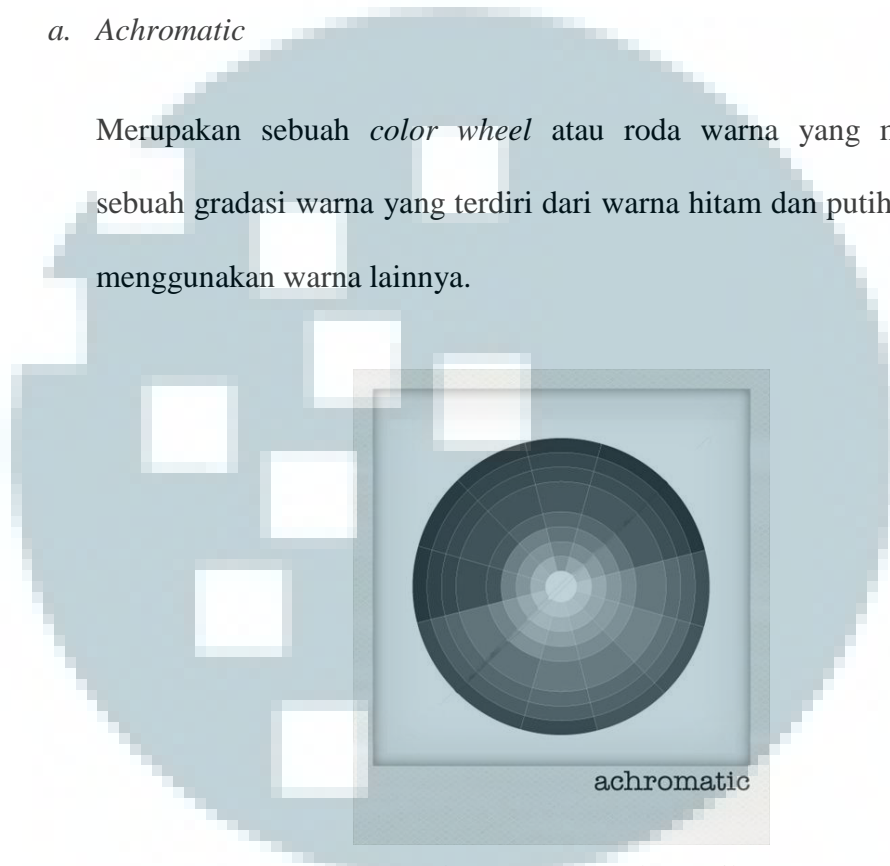 a. Achromatic
Merupakan sebuah color wheel atau roda warna yang
sebuah gradasi warna yang terdiri dari warna hitam dan putih
menggunakan warna lainnya.
achromatic